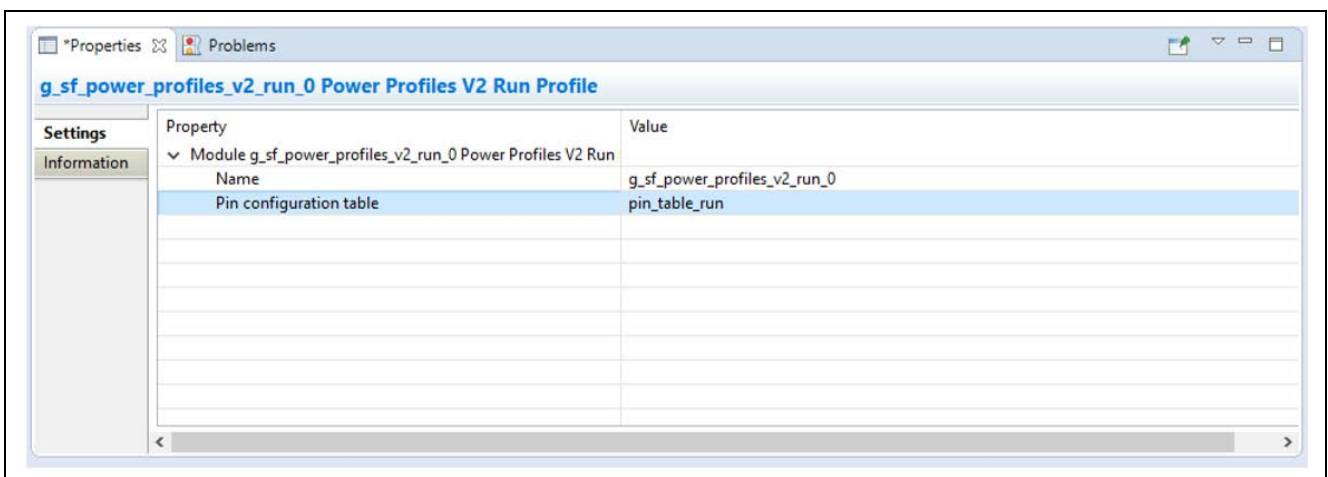 *Properties Problems
g_sf_power_profiles_v2_run_0 Power Profiles V2 Run Profile
Settings
Information
Property Value
Module g_sf_power_profiles_v2_run_0 Power Profiles V2 Run
Name g_sf_power_profiles_v2_run_0
Pin configuration table pin_table_run